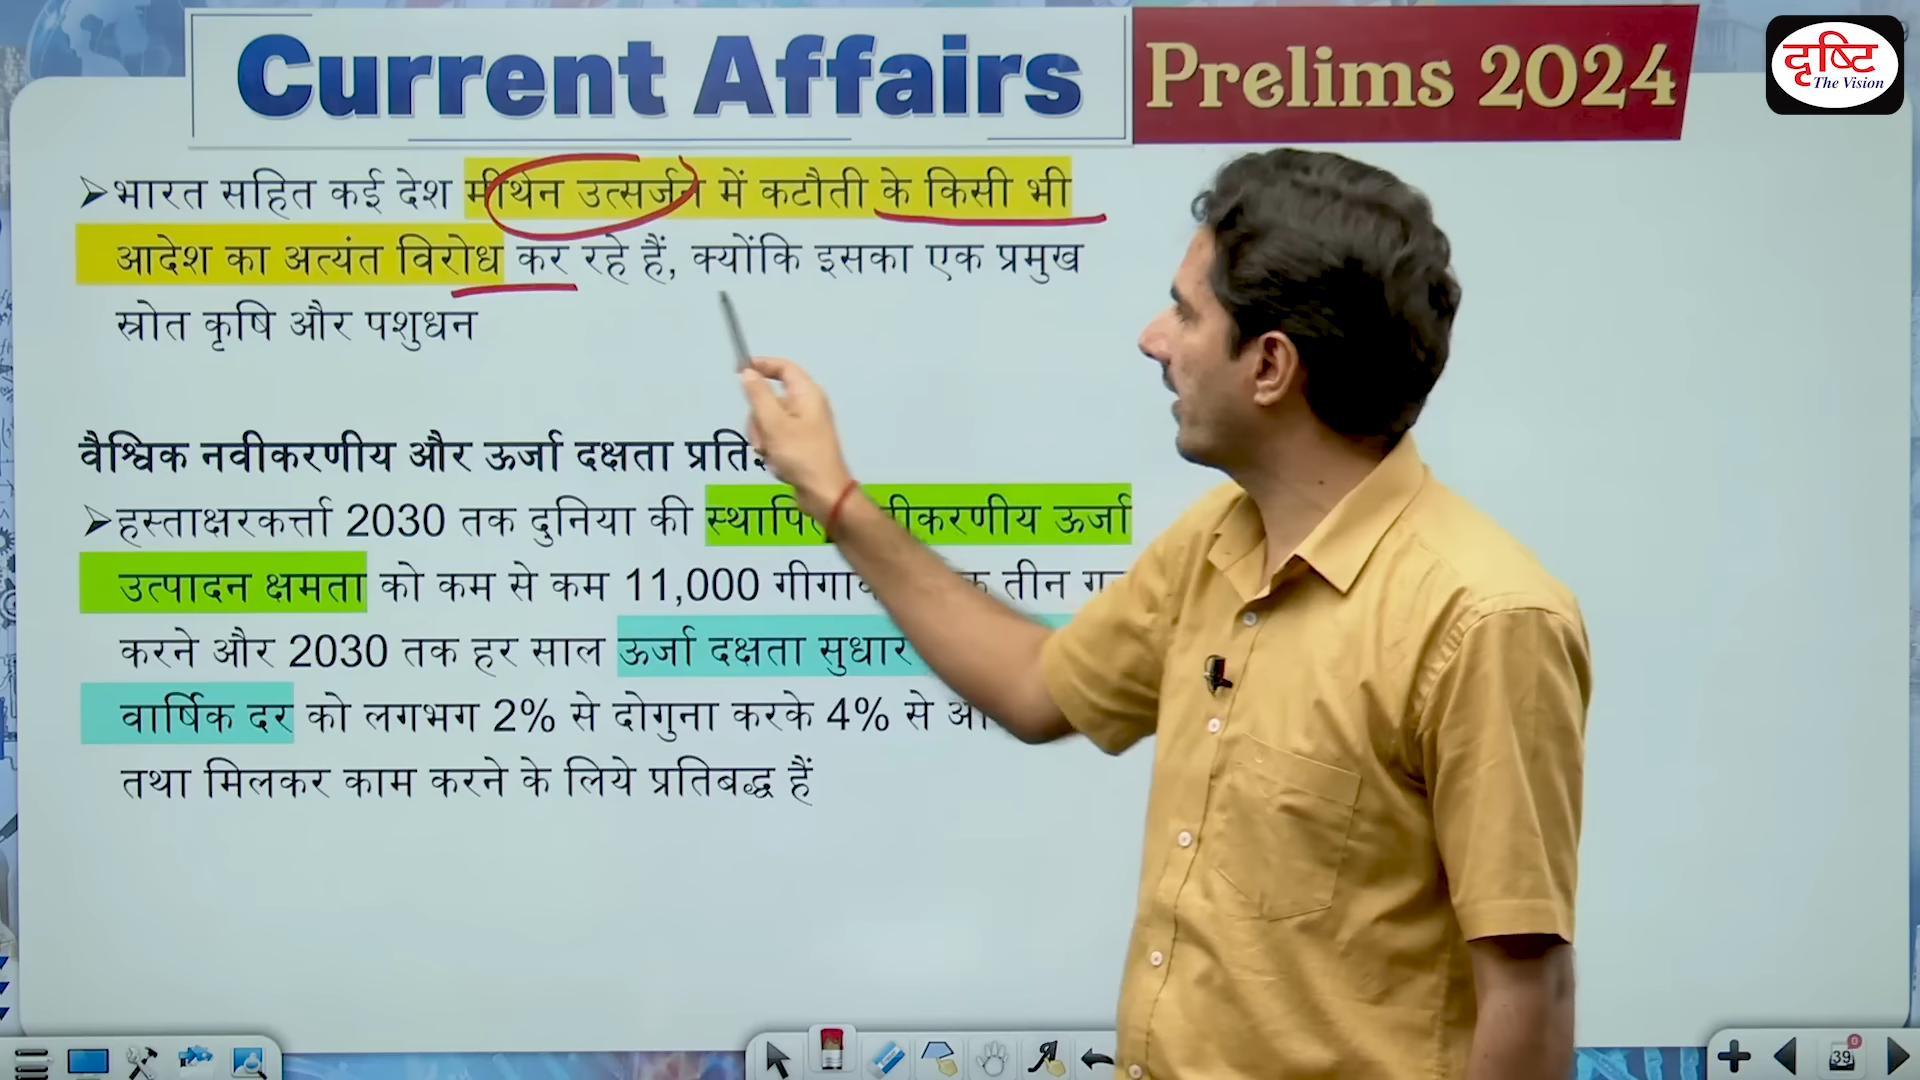 Current Affairs Prelims 2024
दृष्टि
The Vision
➤भारत सहित कई देश मीथेन उत्सर्जन में कटौती के किसी भी
आदेश का अत्यंत विरोध कर रहे हैं, क्योंकि इसका एक प्रमुख
स्रोत कृषि और पशुधन
वैश्विक नवीकरणीय और ऊर्जा दक्षता
➤हस्ताक्षरकर्त्ता 2030 तक दुनिया की ऊर्जा
उत्पादन क्षमता को कम से कम 11,000 तीन
करने और 2030 तक हर साल ऊर्जा दक्षता सुधार
वार्षिक दर को लगभग 2% से दोगुना करके 4% से
तथा मिलकर काम करने के लिये प्रतिबद्ध हैं
39
0